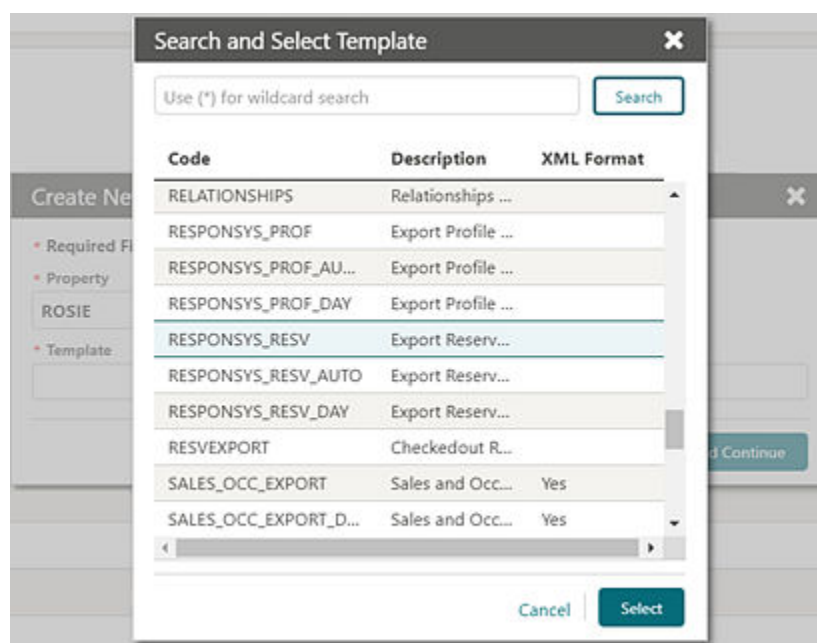 Search and Select Template
Use (*) for wildcard search
Search
Code Description XML Format
RELATIONSHIPS Relationships ...
RESPONSYS_PROF Export Profile ...
RESPONSYS_PROF_AU... Export Profile ...
RESPONSYS_PROF_DAY Export Profile ...
RESPONSYS_RESV Export Reserv...
RESPONSYS_RESV_AUTO Export Reserv...
RESPONSYS_RESV_DAY Export Reserv...
RESVEXPORT Checkedout R...
SALES_OCC_EXPORT Sales and Occ... Yes
SALES_OCC_EXPORT_D... Sales and Occ... Yes
Cancel
Select
Create Ne
* Required Fi
* Property
ROSIE
* Template
d Continue